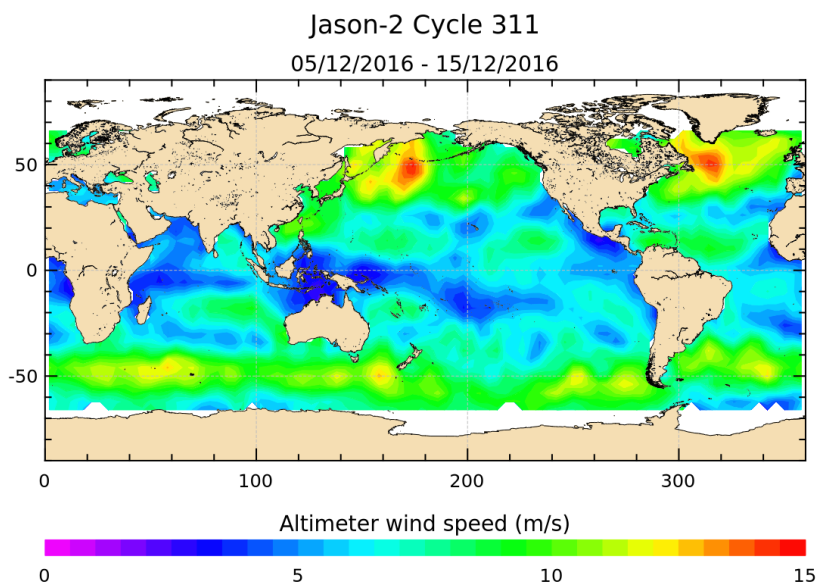 Jason-2 Cycle 311
05/12/2016 - 15/12/2016
50
0
-50
0 100 200 300
Altimeter wind speed (m/s)
0 5 10 15